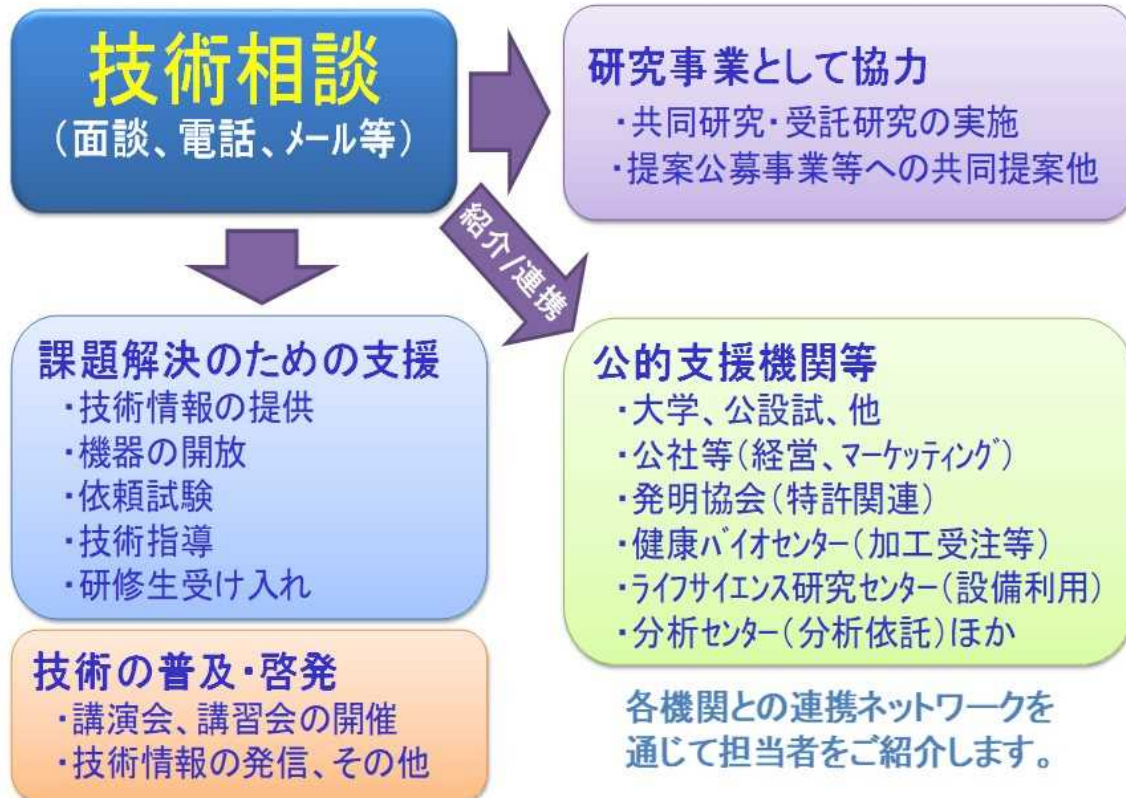 技術相談
（面談、電話、メール等）
研究事業として協力
・共同研究・受託研究の実施
・提案公募事業等への共同提案他
紹介/連携
課題解決のための支援
・技術情報の提供
・機器の開放
・依頼試験
・技術指導
・研修生受け入れ
公的支援機関等
・大学、公設試、他
・公社等（経営、マーケッティング）
・発明協会（特許関連）
・健康バイオセンター（加工受注等）
・ライフサイエンス研究センター（設備利用）
・分析センター（分析依託）ほか
技術の普及・啓発
・講演会、講習会の開催
・技術情報の発信、その他
各機関との連携ネットワークを
通じて担当者をご紹介します。